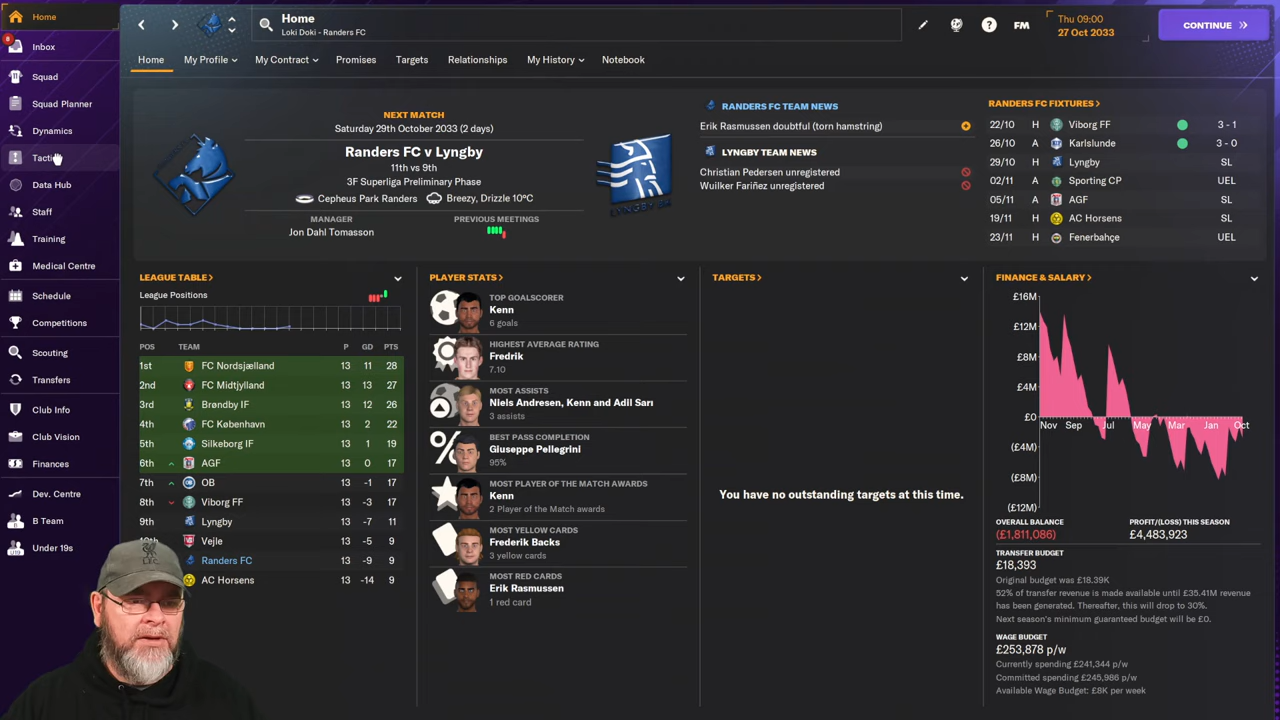 Home
Home
Loki Doki - Randers FC
FM
Thu 09:00
27 Oct 2033
CONTINUE
6
Inbox
Squad
Squad Planner
Dynamics
Data Hub
Staff
Training
Medical Centre
Schedule
Competitions
Scouting
Transfers
Club Info
Club Vision
Finances
Dev. Centre
B Team
Under 19s
Home
My Profile
My Contract
Promises
Targets
Relationships
My History
Notebook
NEXT MATCH
Saturday 29th October 2033 (2 days)
Randers FC v Lyngby
11th vs 9th
3F Superliga Preliminary Phase
Cepheus Park Randers
Breezy, Drizzle 10ºC
MANAGER
Jon Dahl Tomasson
PREVIOUS MEETINGS
RANDERS FC TEAM NEWS
Erik Rasmussen doubtful (torn hamstring)
LYNGBY TEAM NEWS
Christian Pedersen unregistered
Wuilker Fariñez unregistered
RANDERS FC FIXTURES >
22/10 H Viborg FF 3 - 1
26/10 A Karlslunde 3 - 0
29/10 H Lyngby SL
02/11 A Sporting CP UEL
05/11 A AGF SL
19/11 H AC Horsens SL
23/11 H Fenerbahçe UEL
LEAGUE TABLE >
League Positions
POS TEAM P GD PTS
1st FC Nordsjælland 13 11 28
2nd FC Midtjylland 13 13 27
3rd Brøndby IF 13 12 26
4th FC København 13 2 22
5th Silkeborg IF 13 1 19
6th AGF 13 0 17
7th OB 13 -1 17
8th Viborg FF 13 -3 17
9th Lyngby 13 -7 11
Vejle 13 -5 9
Randers FC 13 -9 9
AC Horsens 13 -14 9
PLAYER STATS >
TOP GOALSCORER
Kenn
6 goals
HIGHEST AVERAGE RATING
Fredrik
7.10
MOST ASSISTS
Niels Andresen, Kenn and Adil
3 assists
BEST PASS COMPLETION
Giuseppe Pellegrini
95%
MOST PLAYER OF THE MATCH AWARDS
Kenn
2 Player of the Match awards
MOST YELLOW CARDS
Frederik Backs
3 yellow cards
MOST RED CARDS
Erik Rasmussen
1 red card
TARGETS >
You have no outstanding targets at this time.
FINANCE & SALARY >
£16M
£12M
£8M
£4M
£0
(£4M)
(£8M)
(£12M)
Nov Sep Jul May Mar Jan Oct
OVERALL BALANCE
(£1,811,086)
PROFIT/(LOSS) THIS SEASON
£4,483,923
TRANSFER BUDGET
£18,393
Original budget was £18.39K
52% of transfer revenue is made available until £35.41M revenue
has been generated. Thereafter, this will drop to 30%.
Next season's minimum guaranteed budget will be £0.
WAGE BUDGET
£253,878 p/w
Currently spending £241,344 p/w
Committed spending £245,986 p/w
Available Wage Budget: £8K per week